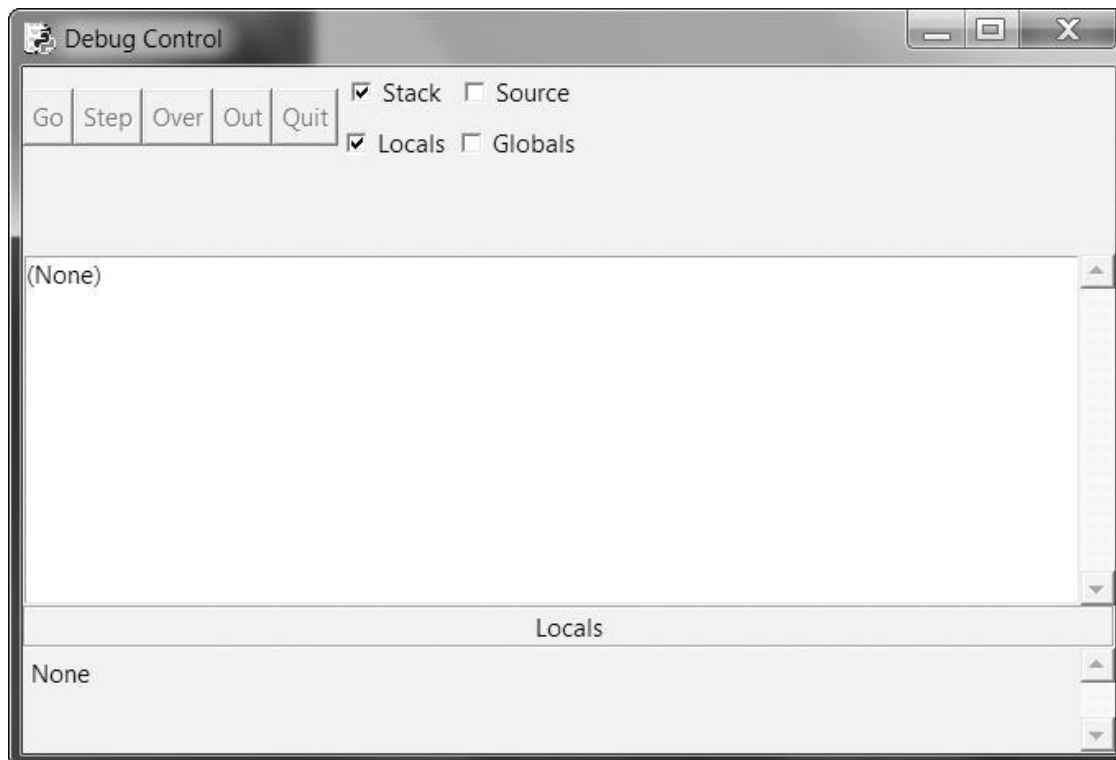 Debug Control
Go Step Over Out Quit
Stack Source
Locals Globals
(None)
Locals
None